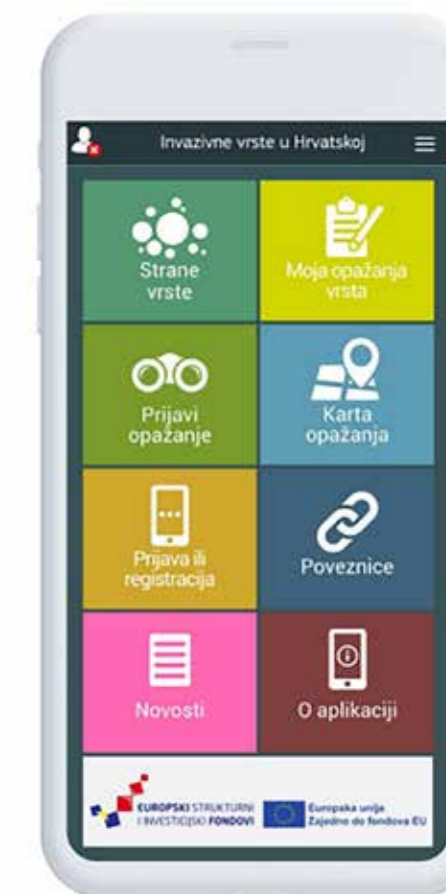 Invazivne vrste u Hrvatskoj
Strane
vrste
Moja opažanja
vrsta
Prijavi
opažanje
Karta
opažanja
Prijava ili
registracija
Poveznice
Novosti
O aplikaciji
EUROPSKI STRUKTURNI
I INVESTICIJSKI FONDOVI
Europska unija
Zajedno do fondova EU